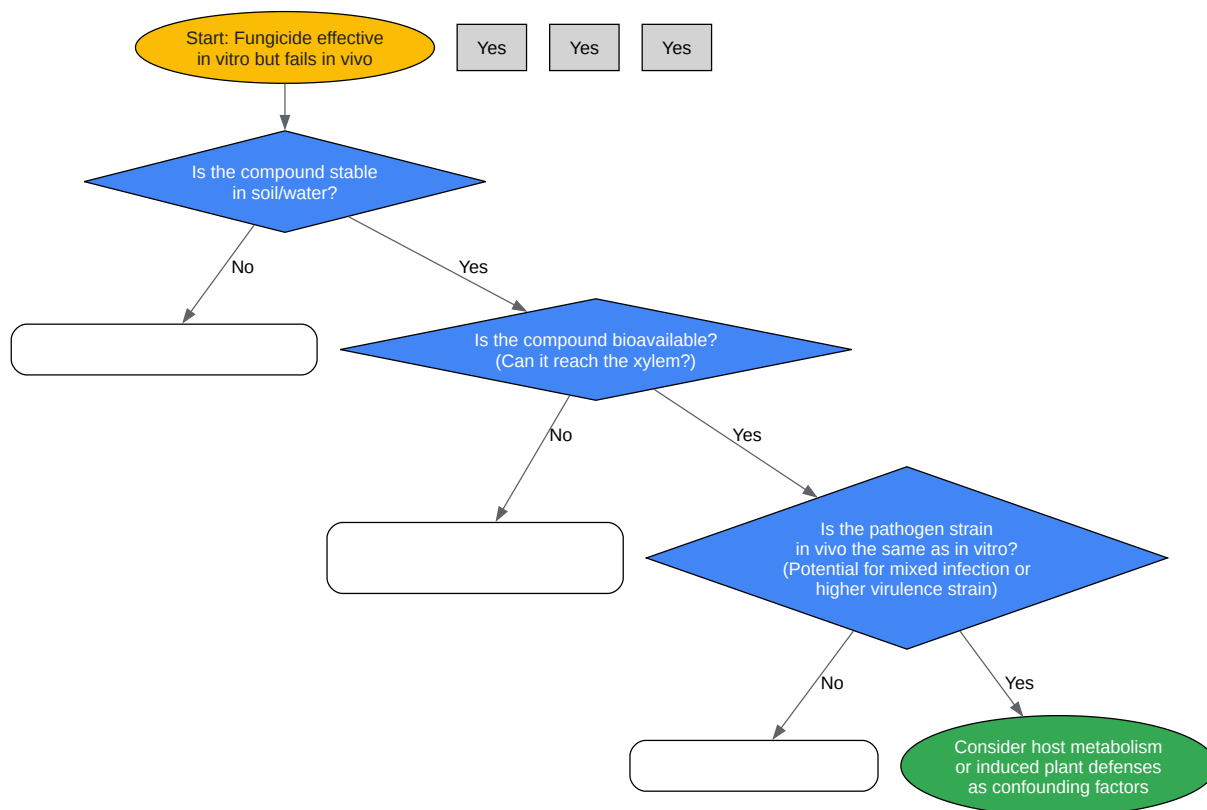 Start: Fungicide effective
in vitro but fails in vivo
Yes
Yes
Yes
Is the compound stable
in soil/water?
No
Yes
Is the compound bioavailable?
(Can it reach the xylem?)
No
Yes
Is the pathogen strain
in vivo the same as in vitro?
(Potential for mixed infection or
higher virulence strain)
No
Yes
Consider host metabolism
or induced plant defenses
as confounding factors